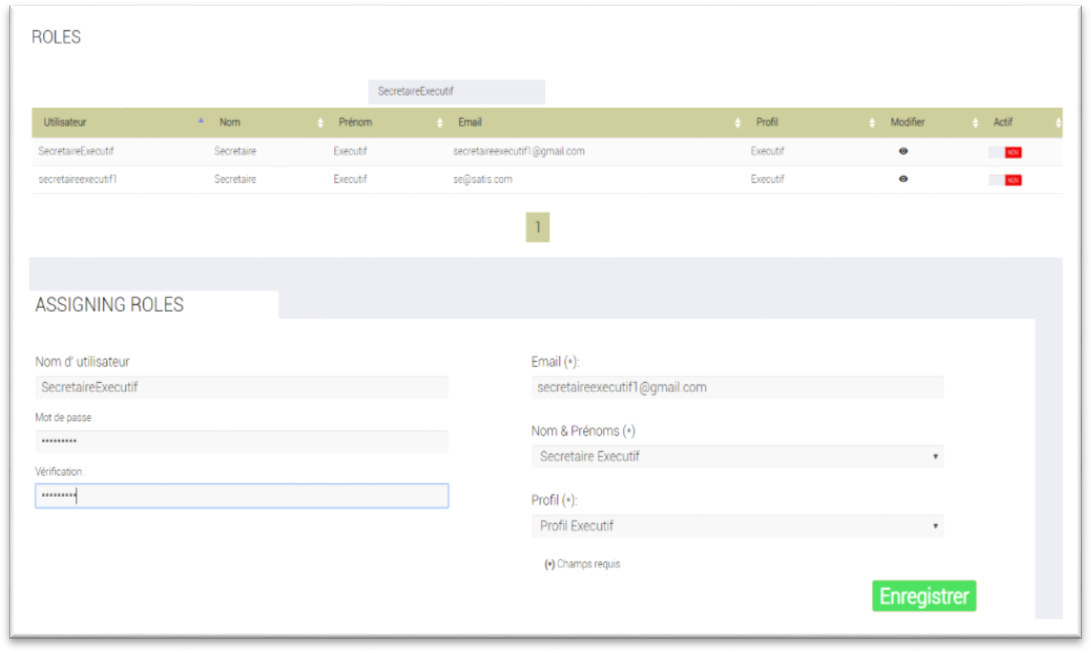 ROLES
SecretaireExecutif
Utilisateur Nom Prénom Email Profil Modifier Actif
SecretaireExecutif Secretaire Executif secretaireexecutif1@gmail.com Executif NON
secretaireexecutif1 Secretaire Executif se@satis.com Executif NON
1
ASSIGNING ROLES
Nom d' utilisateur Email (*):
SecretaireExecutif secretaireexecutif1@gmail.com
Mot de passe Nom & Prénoms (*)
••••••••• Secretaire Executif
Vérification : Profil (*):
••••••••• Profil Executif
(*) Champs requis
Enregistrer